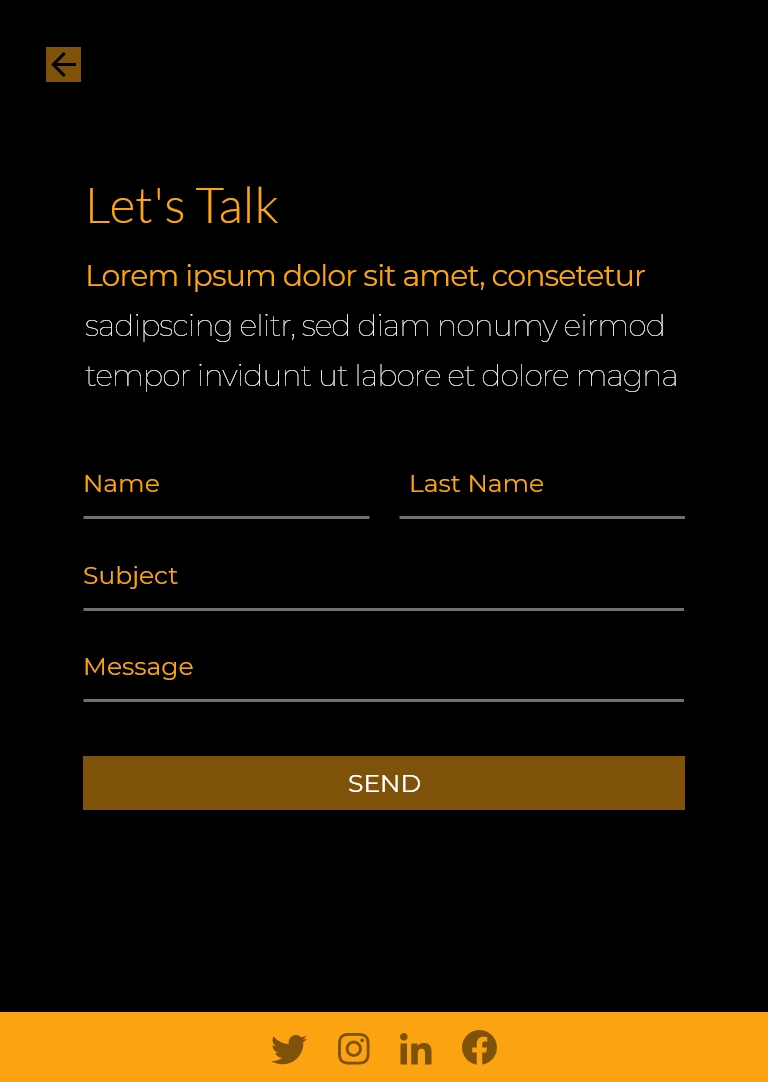 Let's Talk
Lorem ipsum dolor sit amet, consetetur
sadipscing elitr, sed diam nonumy eirmod
tempor invidunt ut labore et dolore magna
Name
Last Name
Subject
Message
SEND